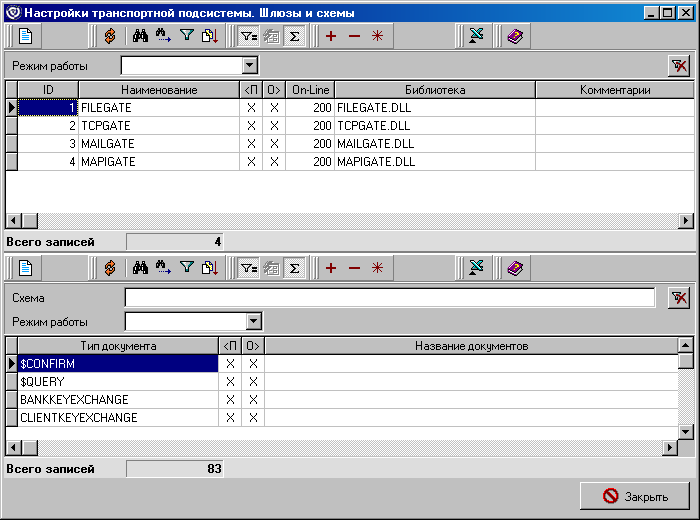 Настройки транспортной подсистемы. Шлюзы и схемы
Режим работы
ID Наименование <П О> On-Line Библиотека Комментарии
1 FILEGATE X X 200 FILEGATE.DLL
2 TCPGATE X X 200 TCPGATE.DLL
3 MAILGATE X X 200 MAILGATE.DLL
4 MAPIGATE X X 200 MAPIGATE.DLL
Всего записей 4
Схема
Режим работы
Тип документа <П О> Название документов
$CONFIRM X X
$QUERY X X
BANKKEYEXCHANGE X X
CLIENTKEYEXCHANGE X X
Всего записей 83
Закрыть